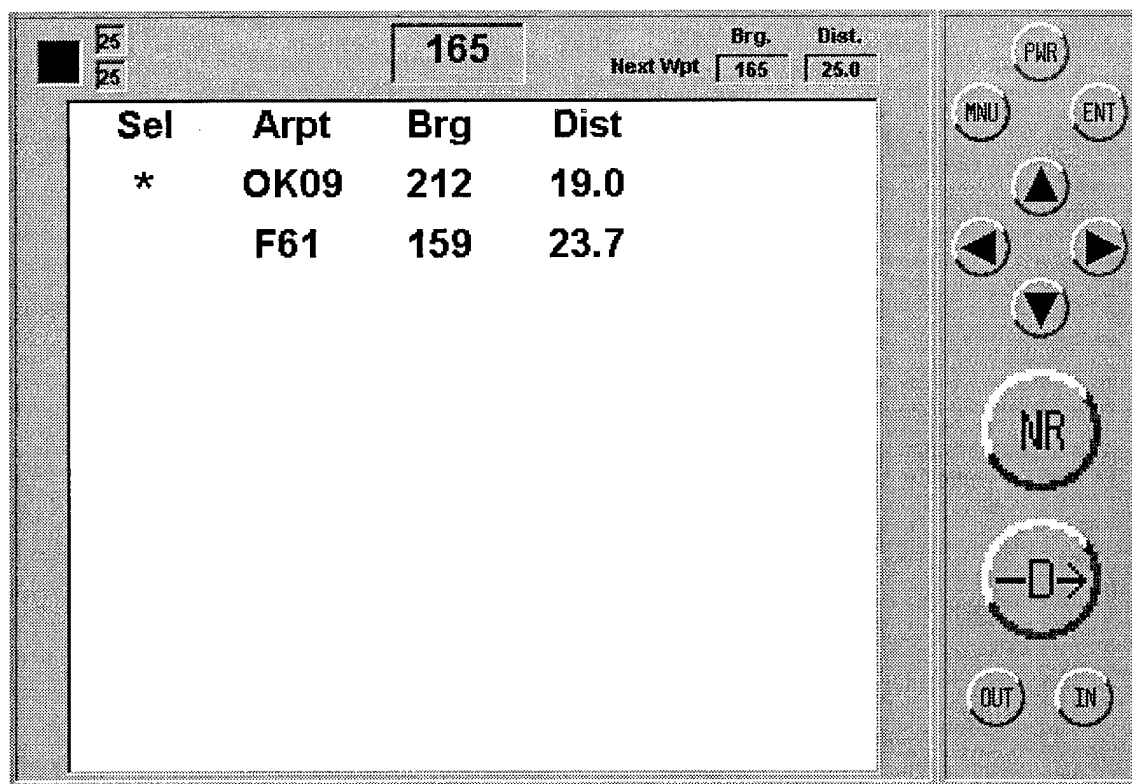 25
25
165
Brg. Dist.
Next Wpt 165 25.0
Sel Arpt Brg Dist
* OK09 212 19.0
F61 159 23.7
PWR
MNU ENT
NR
D
OUT IN